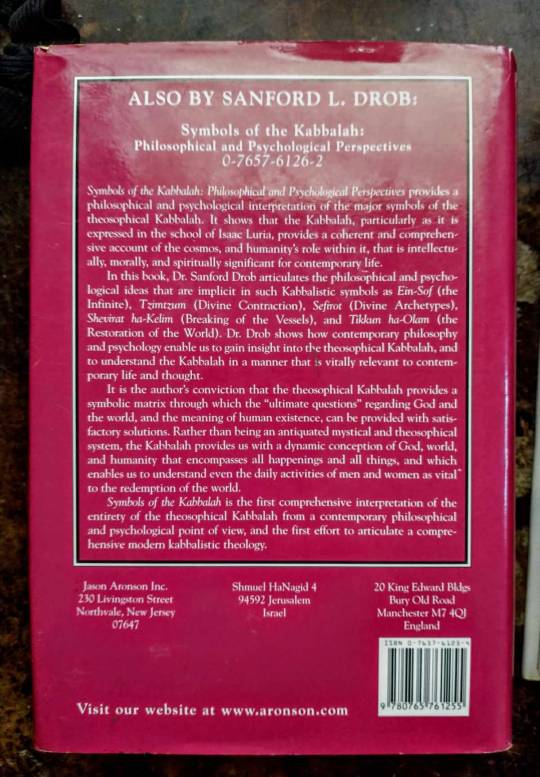 ALSO BY SANFORD L. DROB:
Symbols of the Kabbalah:
Philosophical and Psychological Perspectives
0-7657-6126-2
Symbols of the Kabbalah: Philosophical and Psychological Perspectives provides a
philosophical and psychological interpretation of the major symbols of the
theosophical Kabbalah. It shows that the Kabbalah, particularly as it is
expressed in the school of Isaac Luria, provides a coherent and comprehen-
sive account of the cosmos, and humanity's role within it, that is intellectu-
ally, morally, and spiritually significant for contemporary life.
In this book, Dr. Sanford Drob articulates the philosophical and psycho-
logical ideas that are implicit in such Kabbalistic symbols as Ein-Sof (the
Infinite), Tzimtzum (Divine Contraction), Sefirot (Divine Archetypes),
Shevirat ha-Kelim (Breaking of the Vessels), and Tikkun ha-Olam (the
Restoration of the World). Dr. Drob shows how contemporary philosophy
and psychology enable us to gain insight into the theosophical Kabbalah, and
to understand the Kabbalah in a manner that is vitally relevant to contem-
porary life and thought.
It is the author's conviction that the theosophical Kabbalah provides a
symbolic matrix through which the "ultimate questions" regarding God and
the world, and the meaning of human existence, can be provided with satis-
factory solutions. Rather than being an antiquated mystical and theosophical
system, the Kabbalah provides us with a dynamic conception of God, world,
and humanity that encompasses all happenings and all things, and which
enables us to understand even the daily activities of men and women as vital
to the redemption of the world.
Symbols of the Kabbalah is the first comprehensive interpretation of the
entirety of the theosophical Kabbalah from a contemporary philosophical
and psychological point of view, and the first effort to articulate a compre-
hensive modern kabbalistic theology.
Jason Aronson Inc.
230 Livingston Street
Northvale, New Jersey
07647
Shmuel HaNagid 4
94592 Jerusalem
Israel
20 King Edward Bldgs
Bury Old Road
Manchester M7 4QJ
England
ISBN
9 780765 761255
Visit our website at www.aronson.com